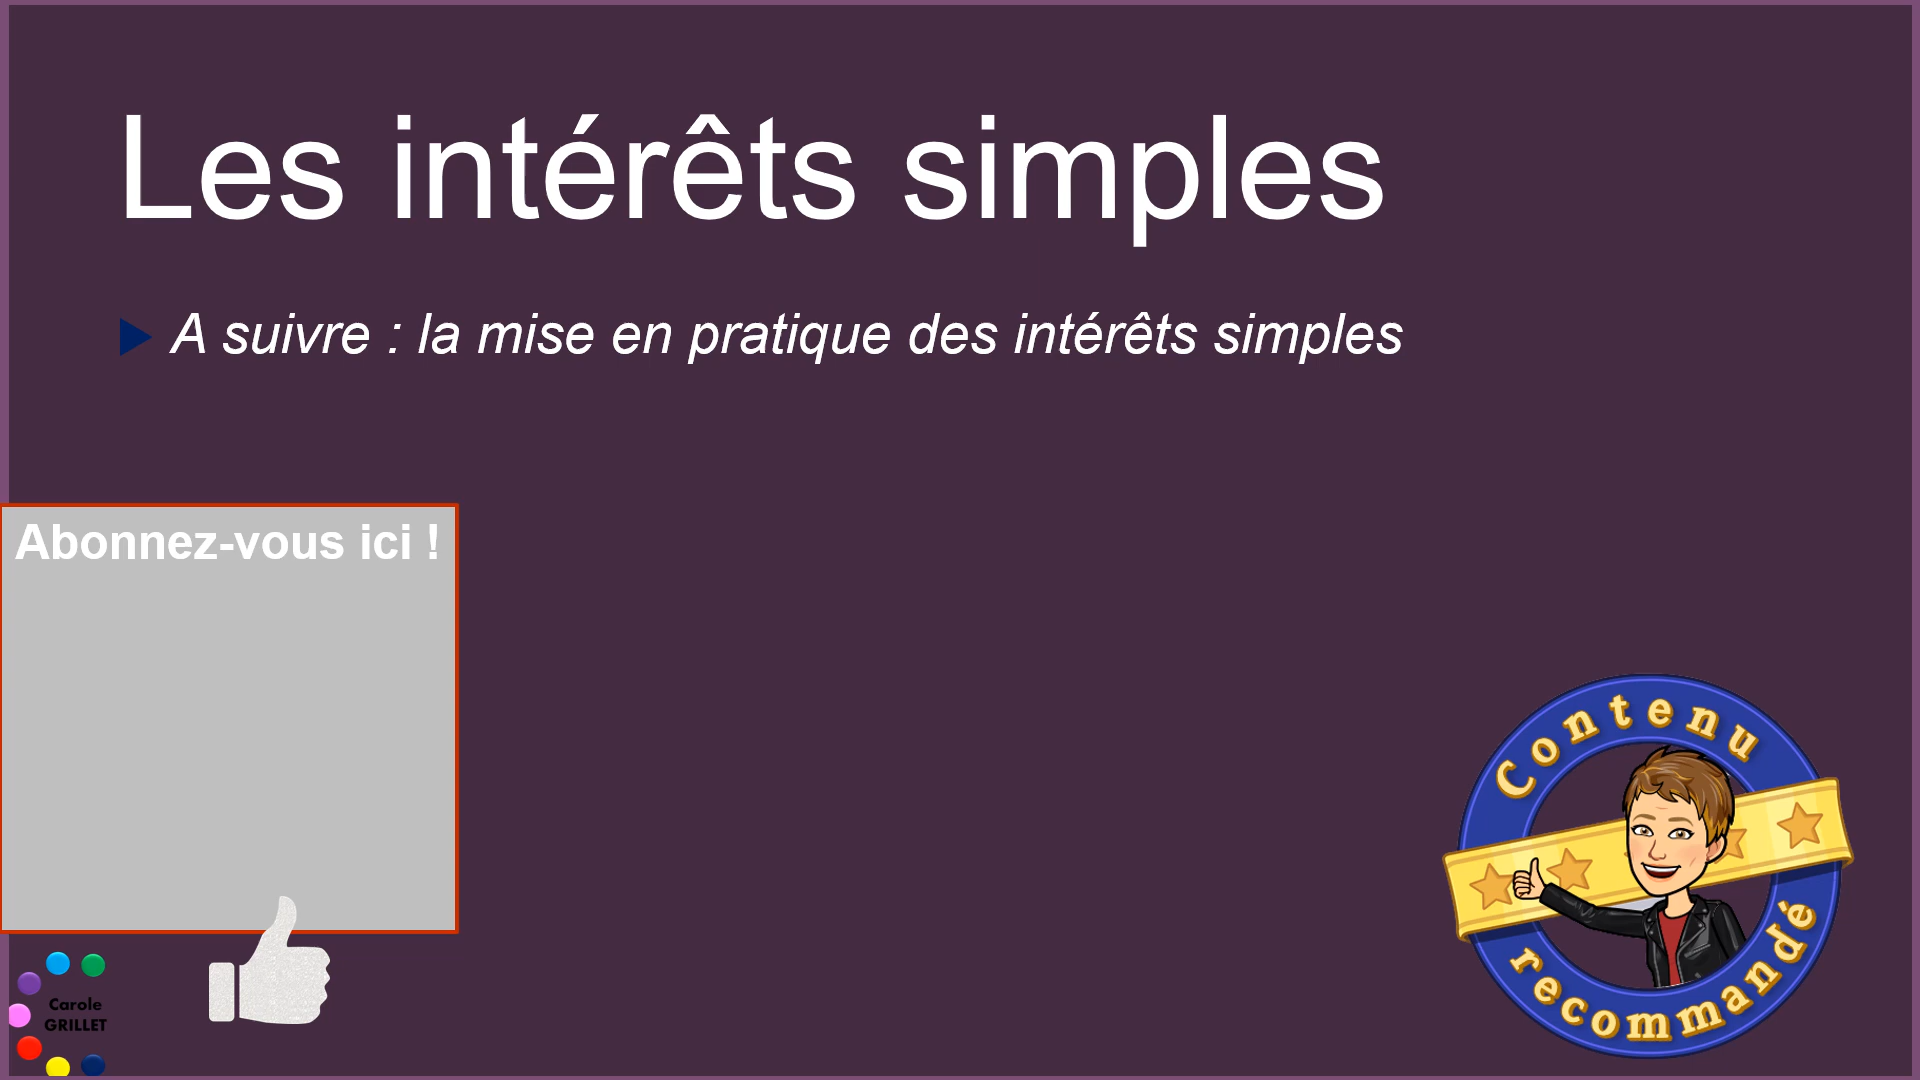 Les intérêts simples
A suivre : la mise en pratique des intérêts simples
Abonnez-vous ici !
Carole
GRILLET
Contenu
recommandé